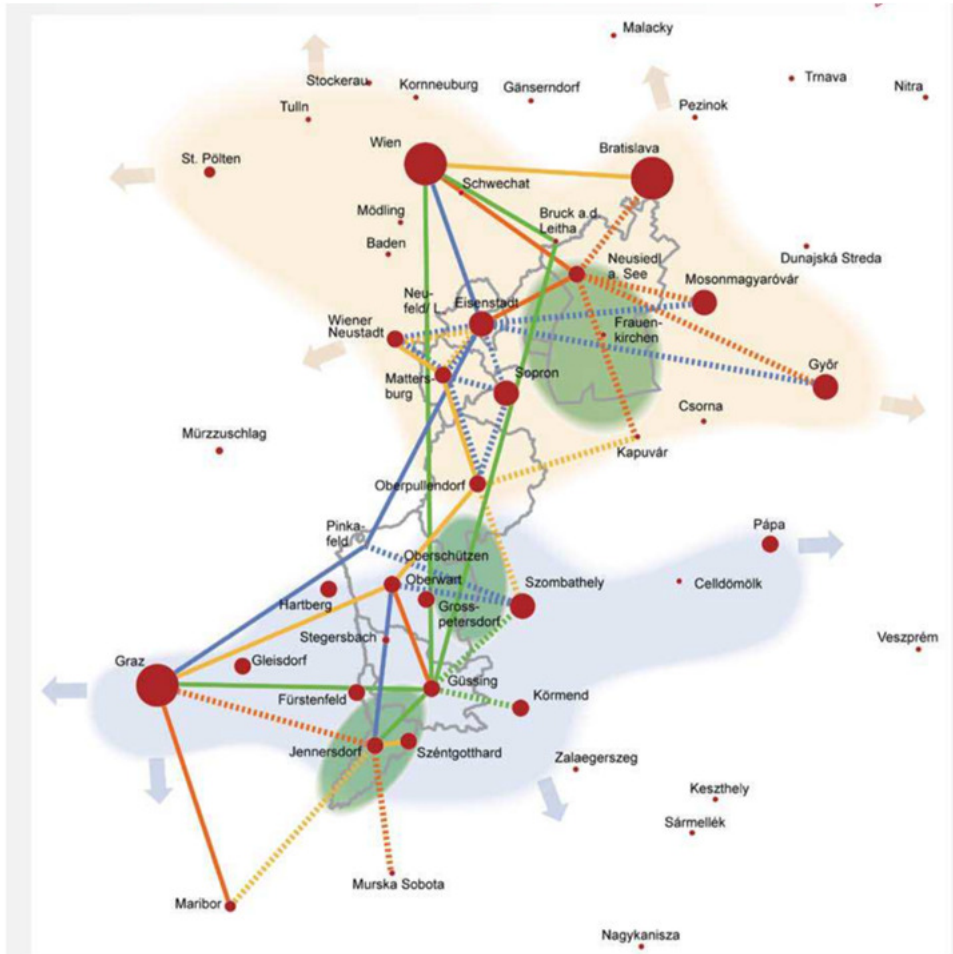 Malacky
Trnava
Stockerau
Kornneuburg
Gänserndorf
Nitra
Tulln
Pezinok
Wien
Bratislava
St. Pölten
Schwechat
Mödling
Bruck a.d.
Leitha
Baden
Neusiedl
a. See
Dunajská Streda
Mosonmagyaróvár
Neu-
feld/ L.
Eisenstadt
Wiener
Neustadt
Frauen-
kirchen
Matters-
burg
Sopron
Győr
Csorna
Mürzzuschlag
Kapuvár
Oberpullendorf
Pinka-
feld
Pápa
Oberschützen
Oberwart
Szombathely
Celldömölk
Hartberg
Gross-
petersdorf
Stegersbach
Veszprém
Graz
Gleisdorf
Güssing
Fürstenfeld
Körmend
Jennersdorf
Széntgotthard
Zalaegerszeg
Keszthely
Sármellék
Murska Sobota
Maribor
Nagykanisza